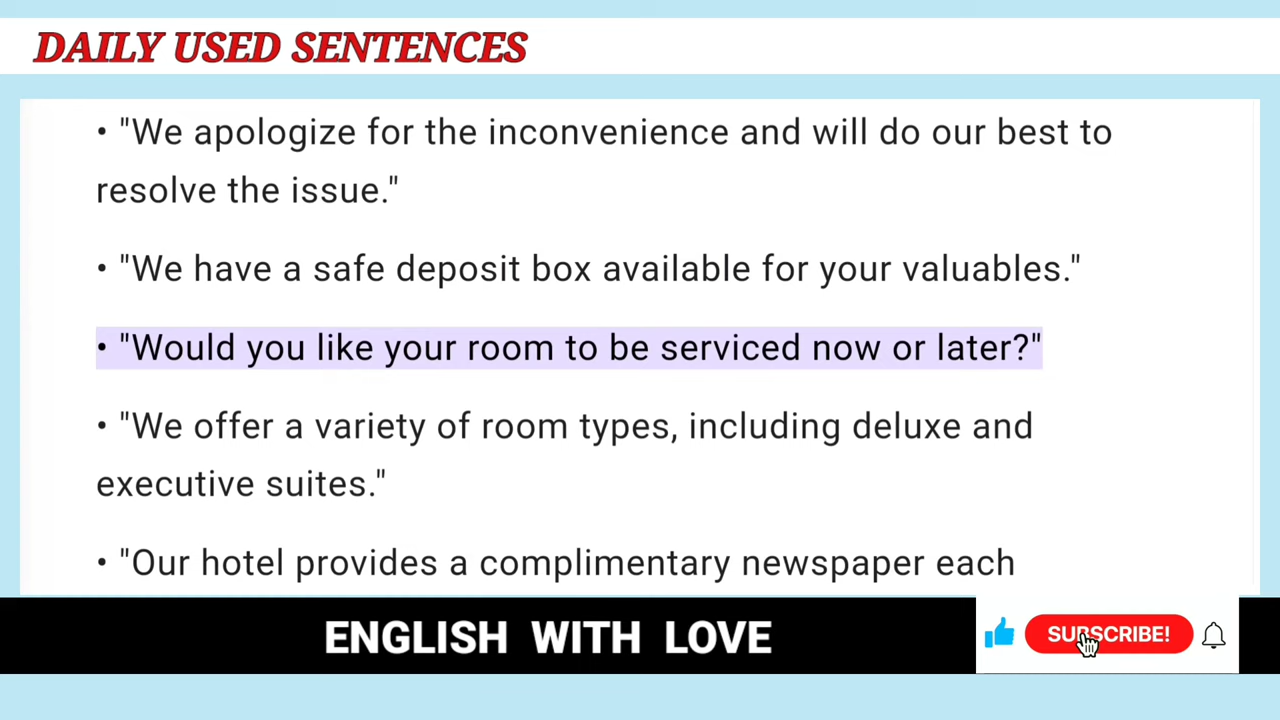 DAILY USED SENTENCES
• "We apologize for the inconvenience and will do our best to
resolve the issue."
• "We have a safe deposit box available for your valuables."
• "Would you like your room to be serviced now or later?"
• "We offer a variety of room types, including deluxe and
executive suites."
• "Our hotel provides a complimentary newspaper each
ENGLISH WITH LOVE
SUBSCRIBE!